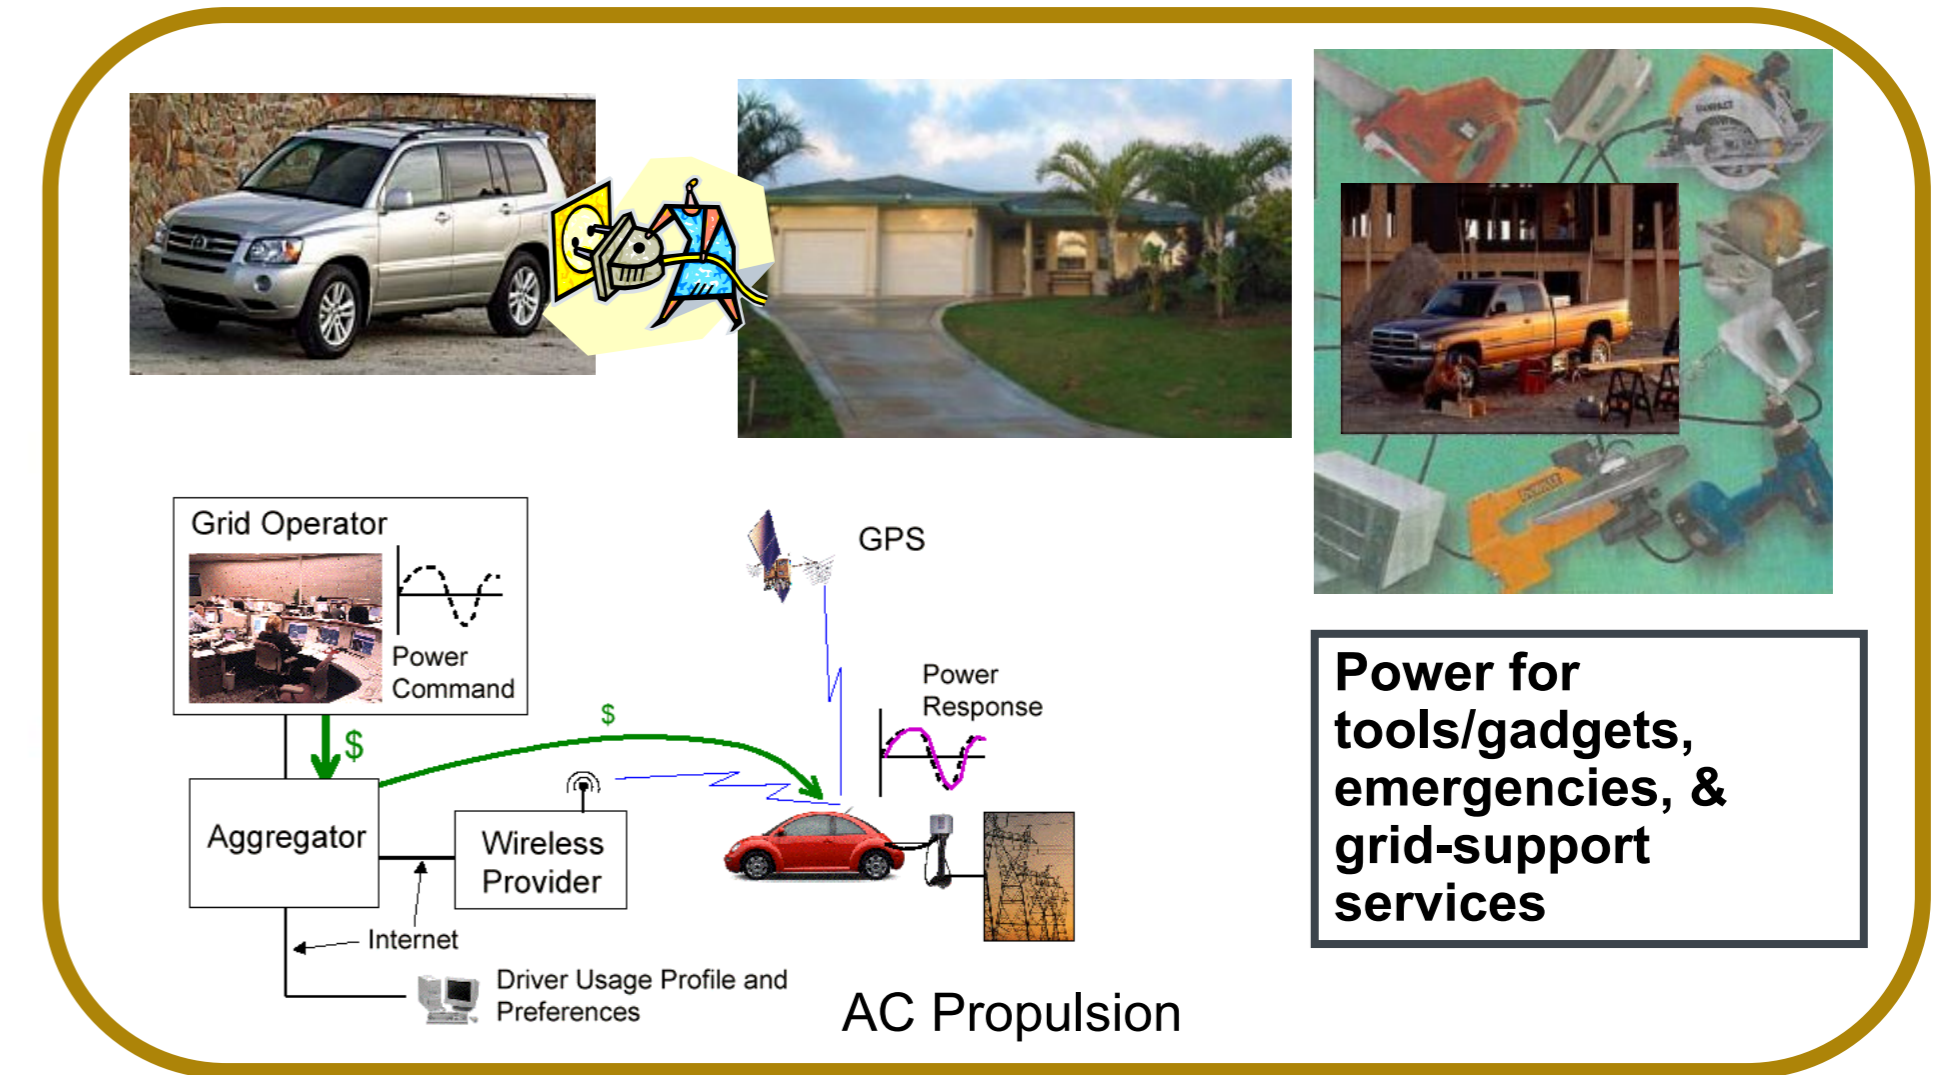 DEWALT
Grid Operator
Power
Command
$
$
GPS
Power
Response
Aggregator
Wireless
Provider
Internet
Driver Usage Profile and
Preferences
AC Propulsion
Power for
tools/gadgets,
emergencies, &
grid-support
services